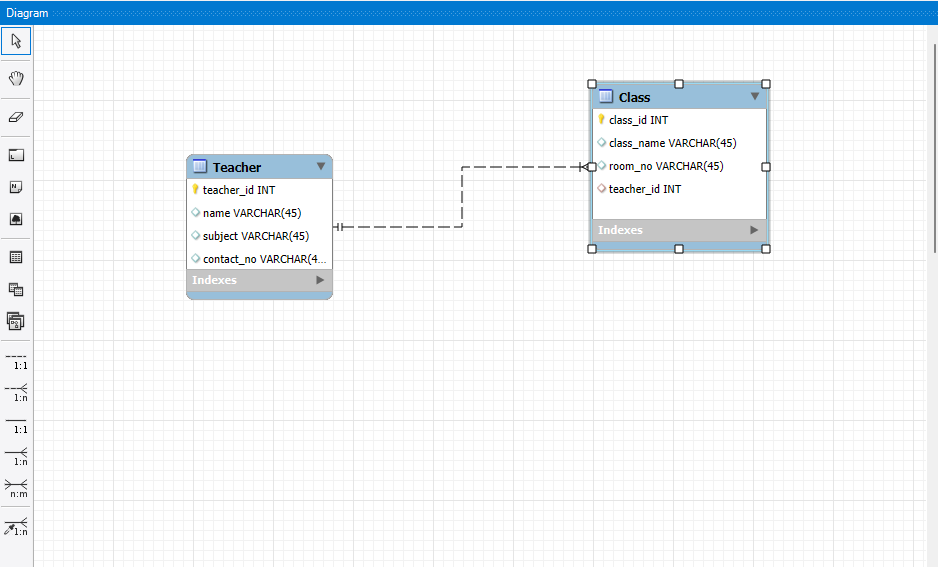 Diagram
Class
class_id INT
class_name VARCHAR(45)
room_no VARCHAR(45)
teacher_id INT
Indexes
Teacher
teacher_id INT
name VARCHAR(45)
subject VARCHAR(45)
contact_no VARCHAR(4...
Indexes
N
1:1
1:n
1:1
1:n
n:m
1:n